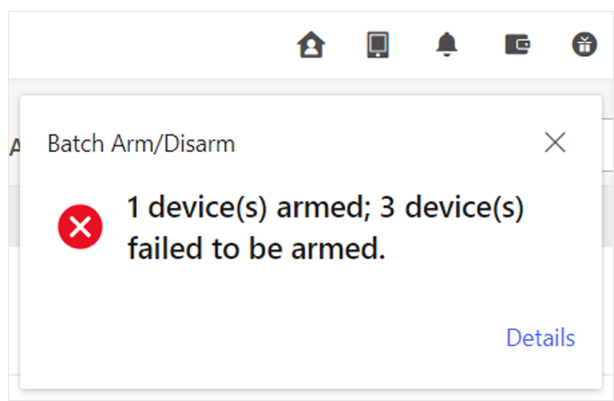 A
Batch Arm/Disarm
1 device(s) armed; 3 device(s)
failed to be armed.
Details